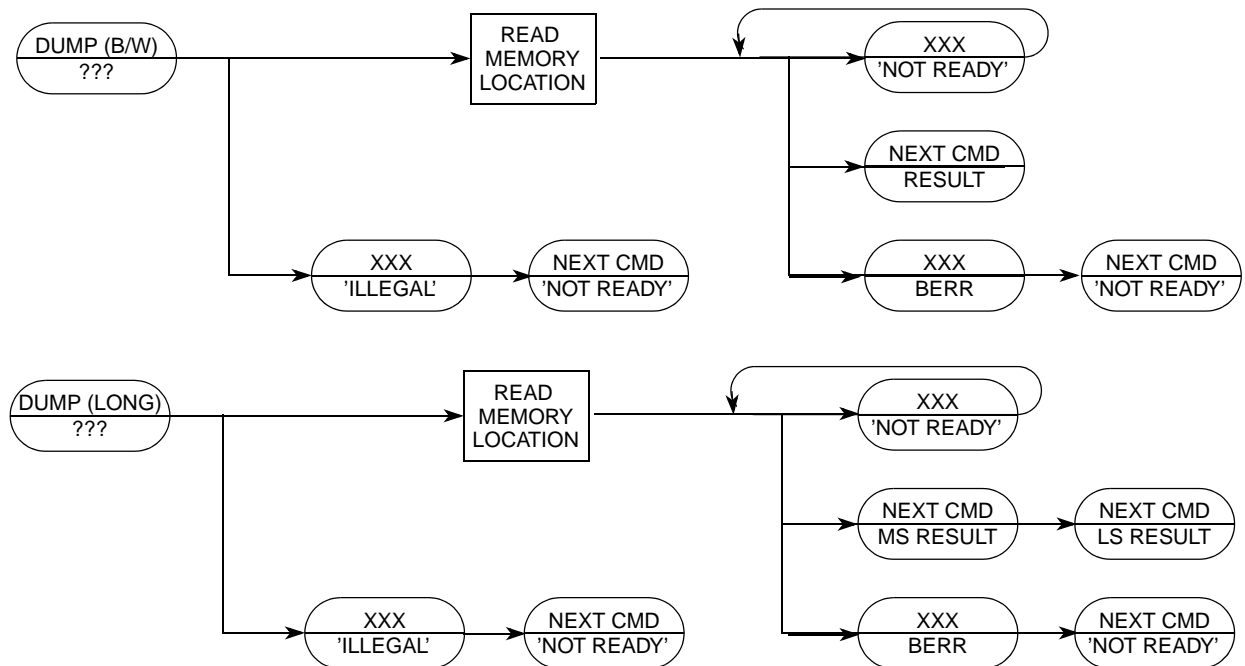 DUMP (B/W)
???
READ
MEMORY
LOCATION
XXX
'NOT READY'
NEXT CMD
RESULT
XXX
'ILLEGAL'
NEXT CMD
'NOT READY'
XXX
BERR
NEXT CMD
'NOT READY'
DUMP (LONG)
???
READ
MEMORY
LOCATION
XXX
'NOT READY'
NEXT CMD
MS RESULT
NEXT CMD
LS RESULT
XXX
'ILLEGAL'
NEXT CMD
'NOT READY'
XXX
BERR
NEXT CMD
'NOT READY'